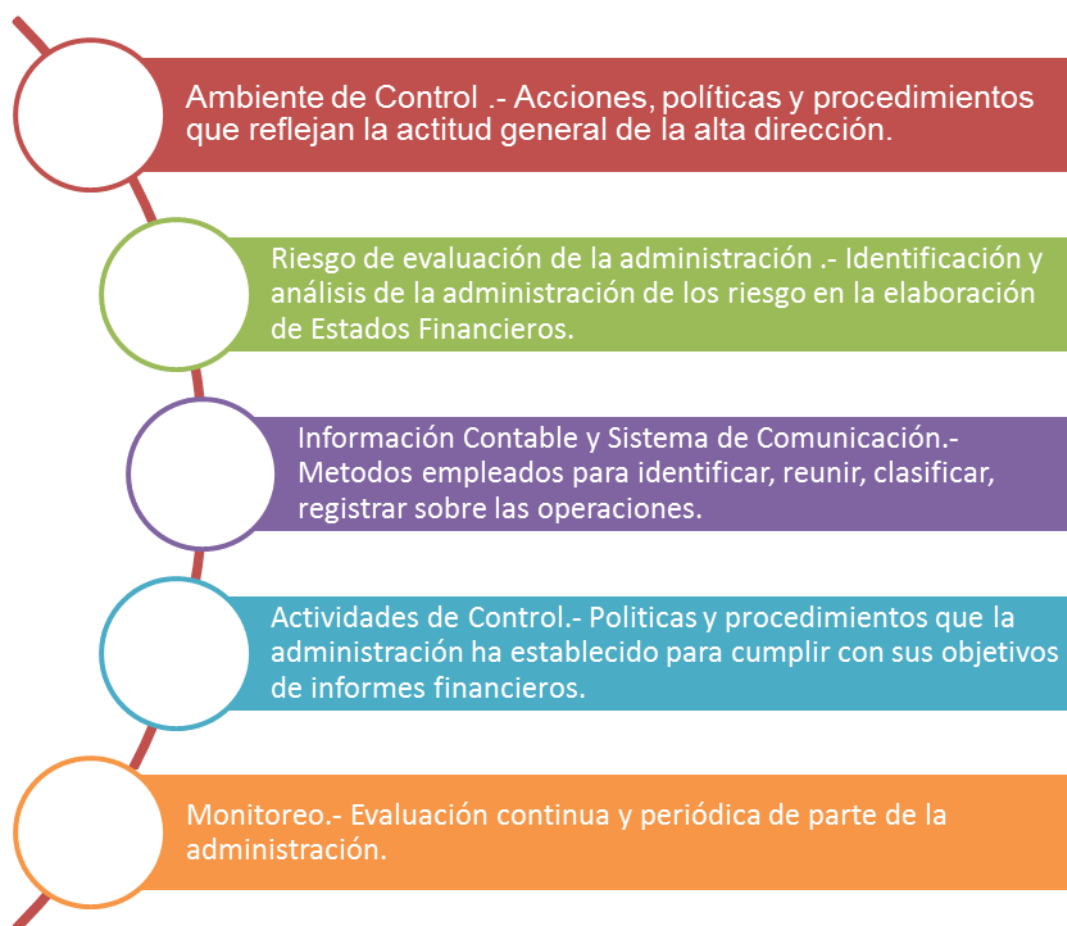 Ambiente de Control .- Acciones, políticas y procedimientos
que reflejan la actitud general de la alta dirección.
Riesgo de evaluación de la administración .- Identificación y
análisis de la administración de los riesgo en la elaboración
de Estados Financieros.
Información Contable y Sistema de Comunicación.-
Metodos empleados para identificar, reunir, clasificar,
registrar sobre las operaciones.
Actividades de Control.- Politicas y procedimientos que la
administración ha establecido para cumplir con sus objetivos
de informes financieros.
Monitoreo.- Evaluación continua y periódica de parte de la
administración.